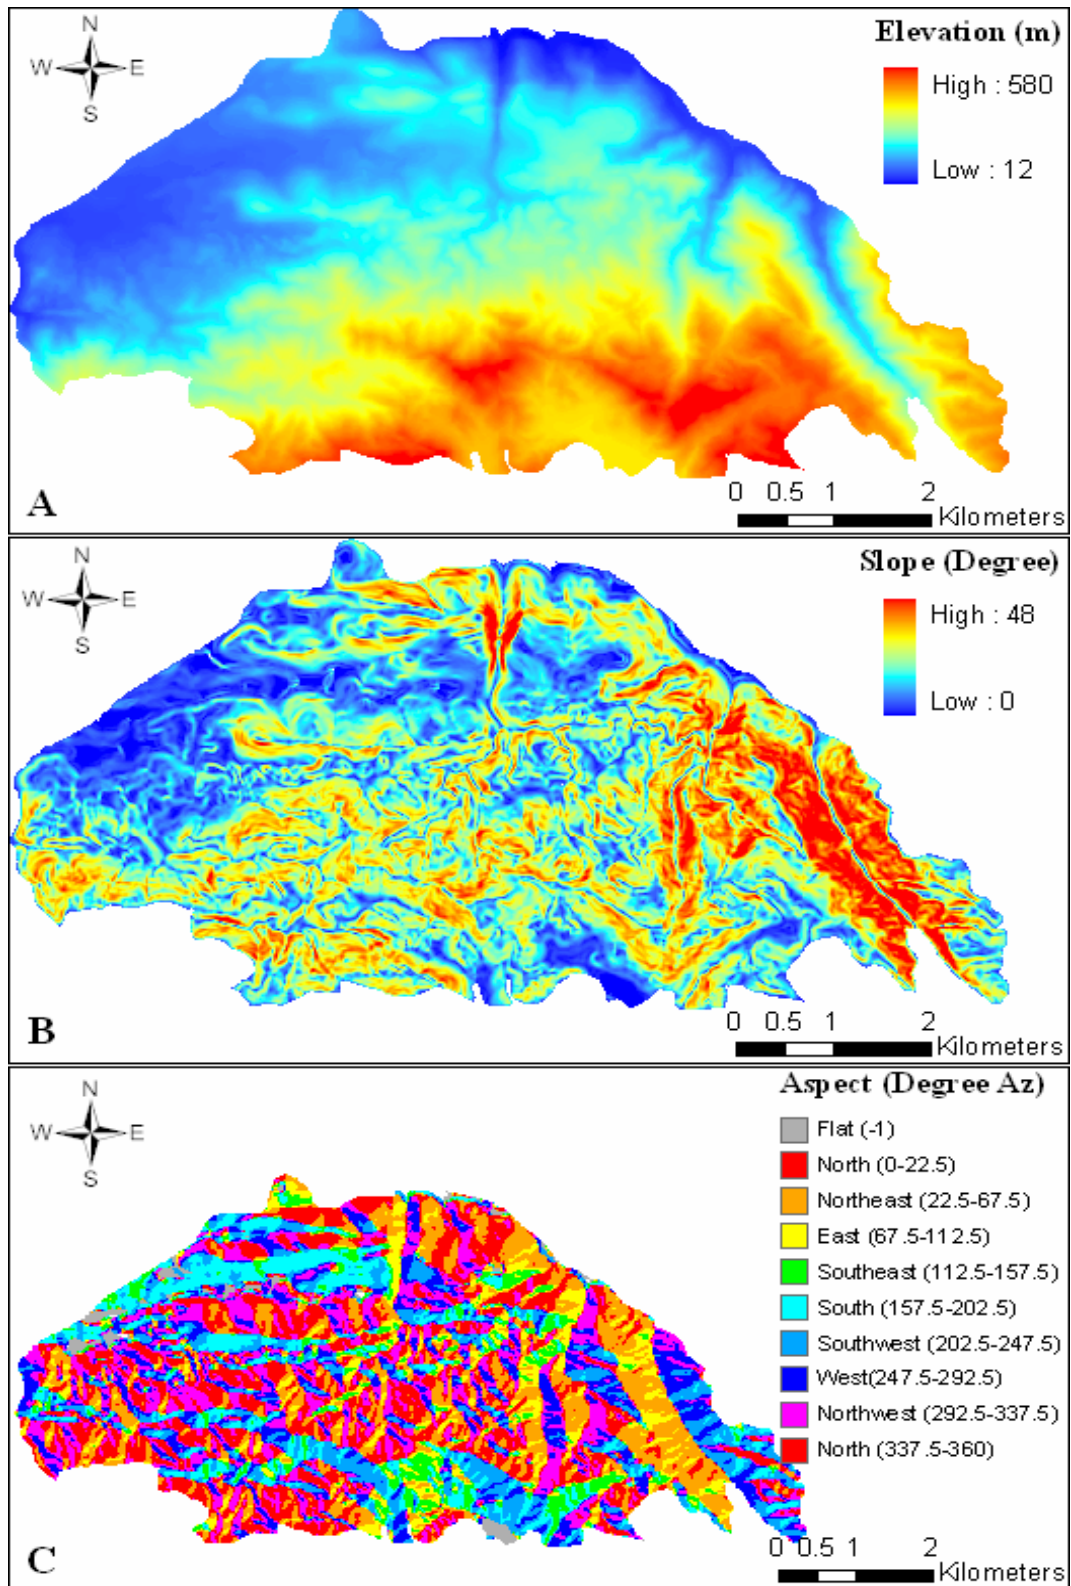 N
W E
S
Elevation (m)
High : 580
Low : 12
A
0 0.5 1 2
Kilometers
N
W E
S
Slope (Degree)
High : 48
Low : 0
B
0 0.5 1 2
Kilometers
N
W E
S
Aspect (Degree Az)
Flat (-1)
North (0-22.5)
Northeast (22.5-67.5)
East (67.5-112.5)
Southeast (112.5-157.5)
South (157.5-202.5)
Southwest (202.5-247.5)
West(247.5-292.5)
Northwest (292.5-337.5)
North (337.5-360)
C
0 0.5 1 2
Kilometers